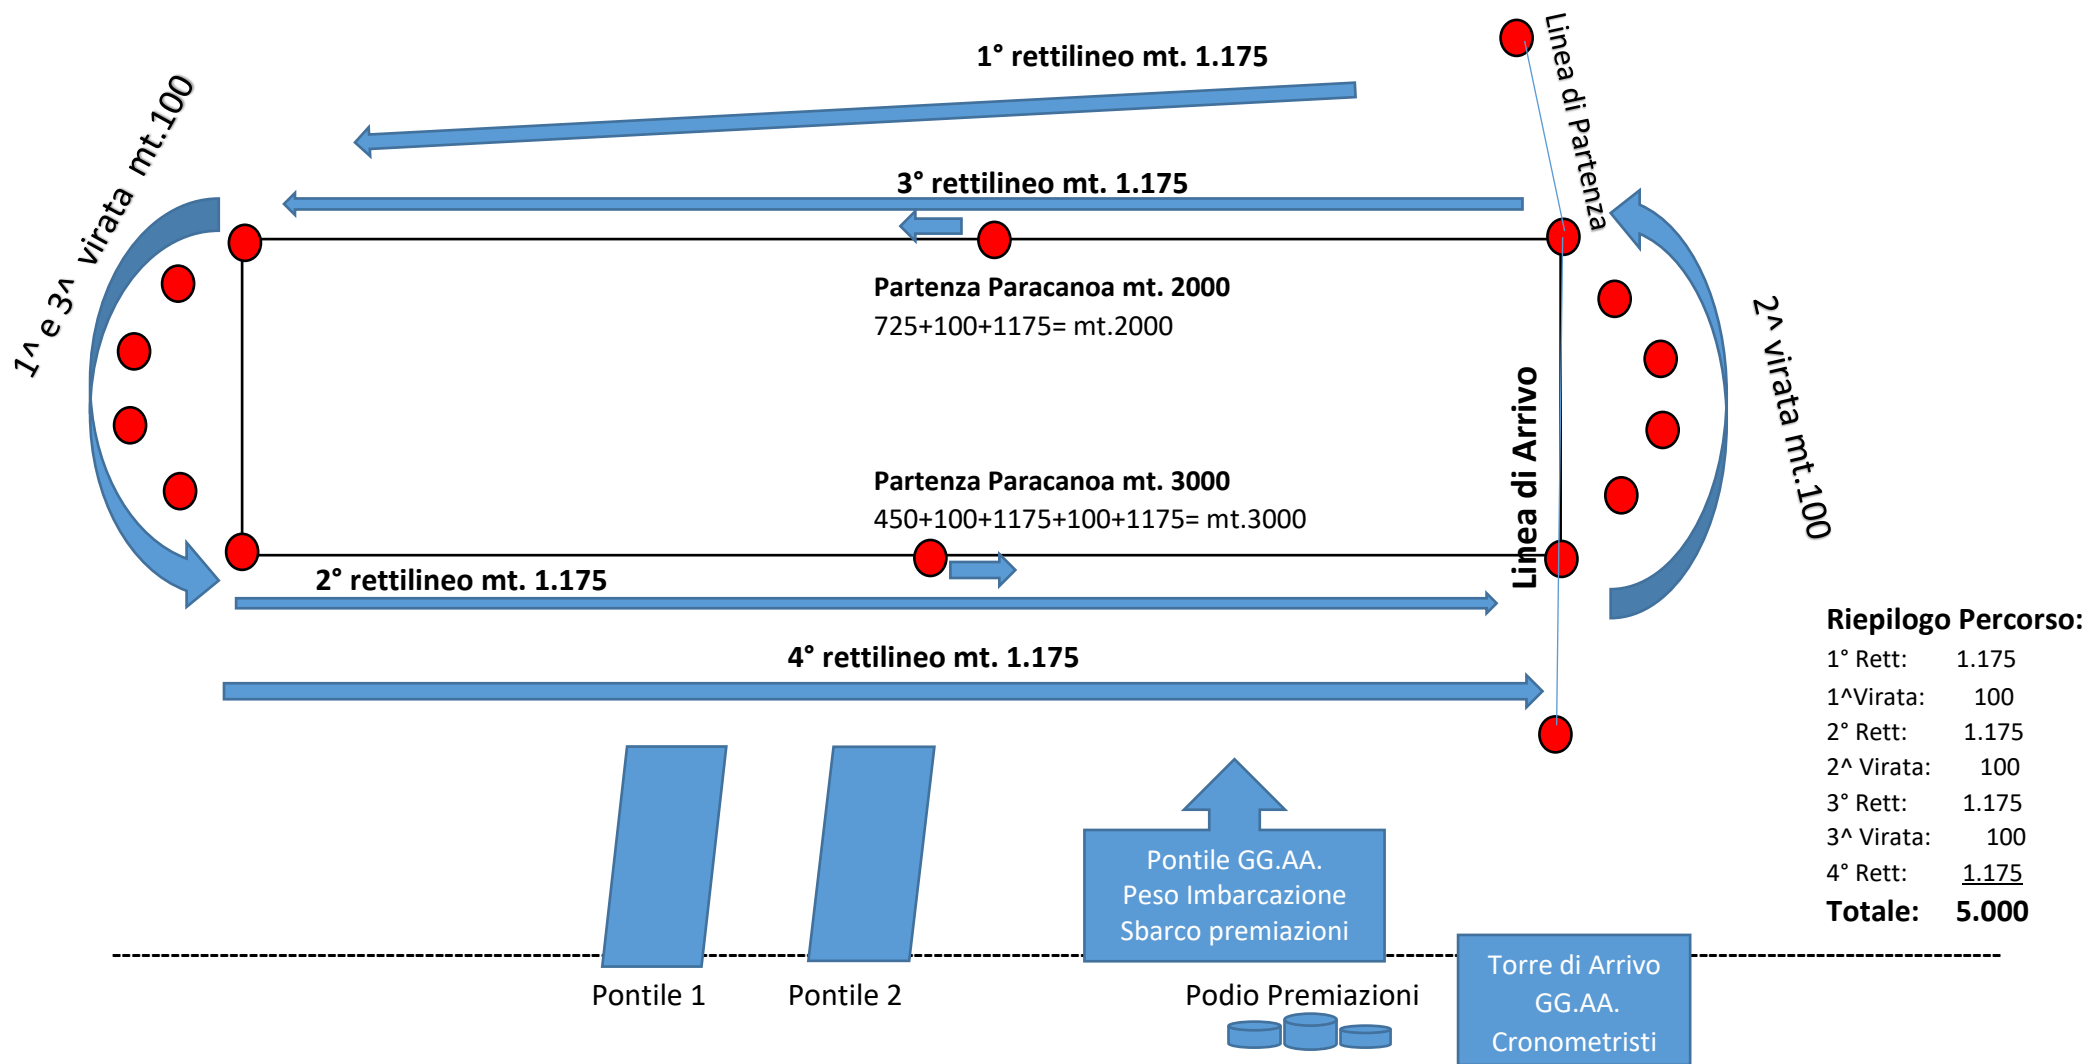 1° rettilineo mt. 1.175
Linea di Partenza
1^ e 3^ virata mt.100
3° rettilineo mt. 1.175
Partenza Paracanoa mt. 2000
725+100+1175= mt.2000
2^ virata mt.100
Linea di Arrivo
Partenza Paracanoa mt. 3000
450+100+1175+100+1175= mt.3000
2° rettilineo mt. 1.175
4° rettilineo mt. 1.175
Riepilogo Percorso:
1° Rett: 1.175
1^Virata: 100
2° Rett: 1.175
2^ Virata: 100
3° Rett: 1.175
3^ Virata: 100
4° Rett: 1.175
Totale: 5.000
Pontile GG.AA.
Peso Imbarcazione
Sbarco premiazioni
Pontile 1
Pontile 2
Podio Premiazioni
Torre di Arrivo
GG.AA.
Cronometristi